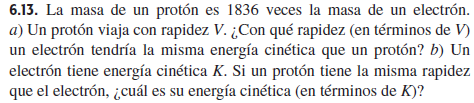 6.13. La masa de un protón es 1836 veces la masa de un electrón.
a) Un protón viaja con rapidez V. ¿Con qué rapidez (en términos de V)
un electrón tendría la misma energía cinética que un protón? b) Un
electrón tiene energía cinética K. Si un protón tiene la misma rapidez
que el electrón, ¿cuál es su energía cinética (en términos de K)?